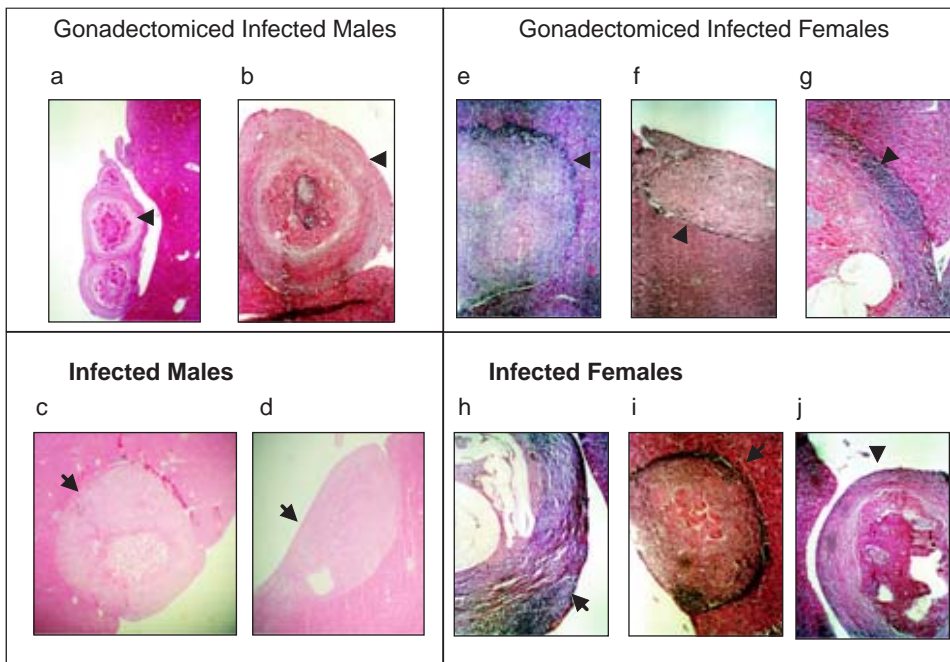 Gonadectomiced Infected Males
a
b
Gonadectomiced Infected Females
e
f
g
Infected Males
c
d
Infected Females
h
i
j